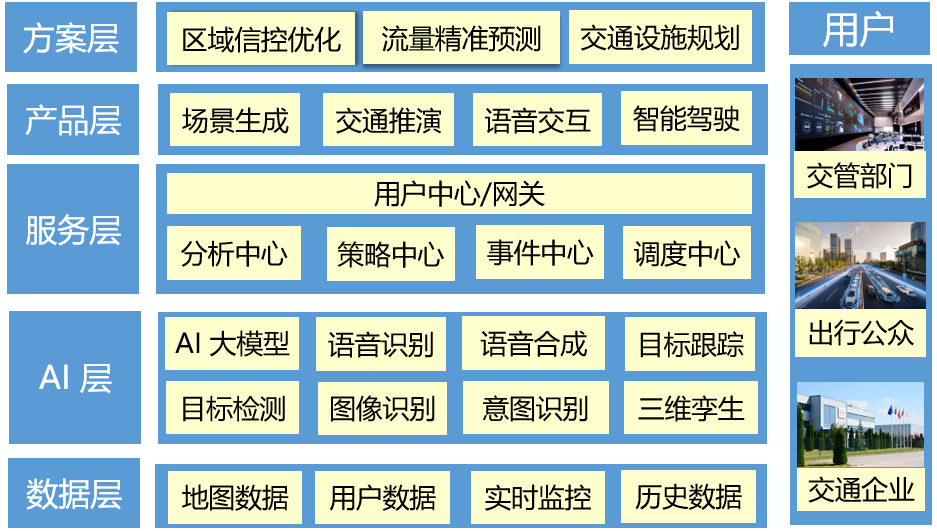 方案层
区域信控优化
流量精准预测
交通设施规划
产品层
场景生成
交通推演
语音交互
智能驾驶
服务层
用户中心/网关
分析中心
策略中心
事件中心
调度中心
AI 层
AI 大模型
语音识别
语音合成
目标跟踪
目标检测
图像识别
意图识别
三维孪生
数据层
地图数据
用户数据
实时监控
历史数据
用户
交管部门
出行公众
交通企业